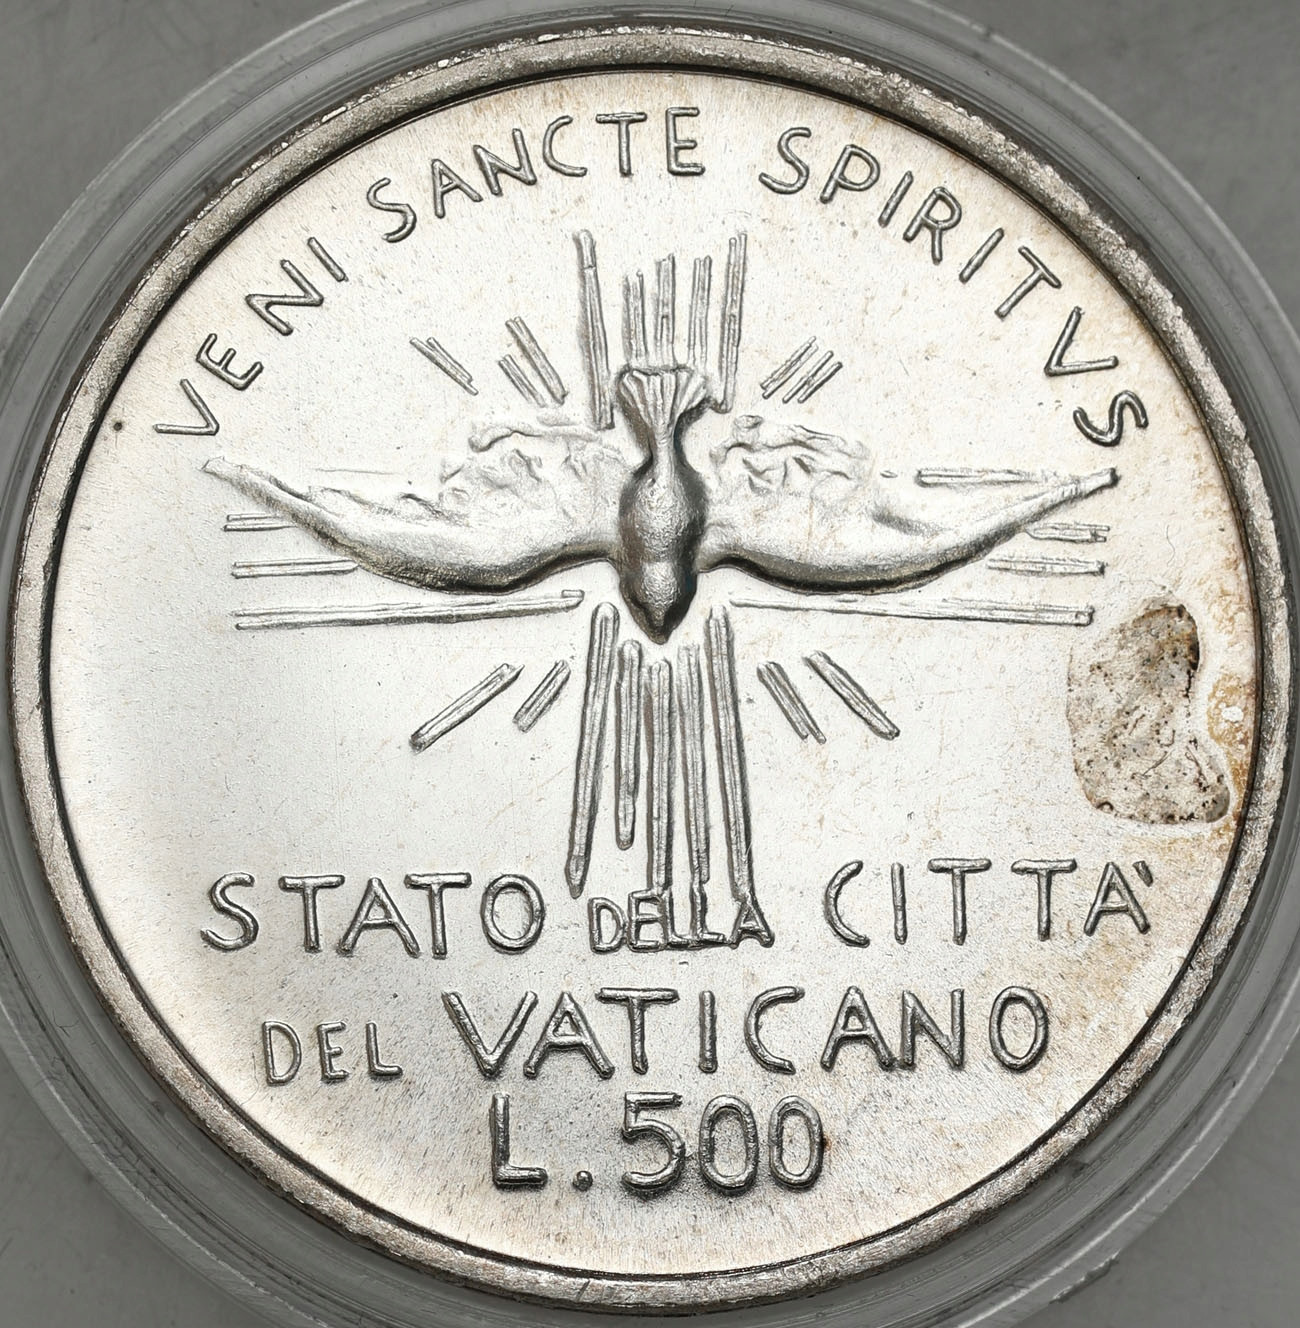 VENI SANCTE SPIRITVS
STATO DELLA CITTA'
DEL VATICANO
L.500